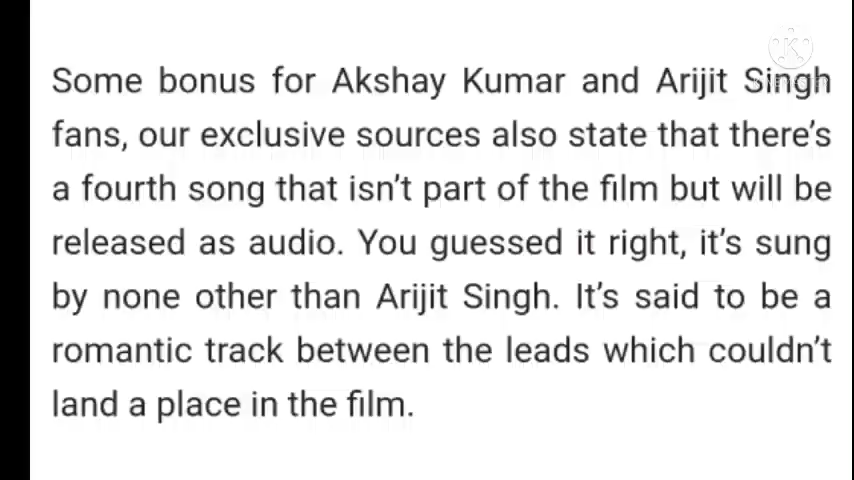 Some bonus for Akshay Kumar and Arijit Singh
fans, our exclusive sources also state that there's
a fourth song that isn't part of the film but will be
released as audio. You guessed it right, it's sung
by none other than Arijit Singh. It's said to be a
romantic track between the leads which couldn't
land a place in the film.